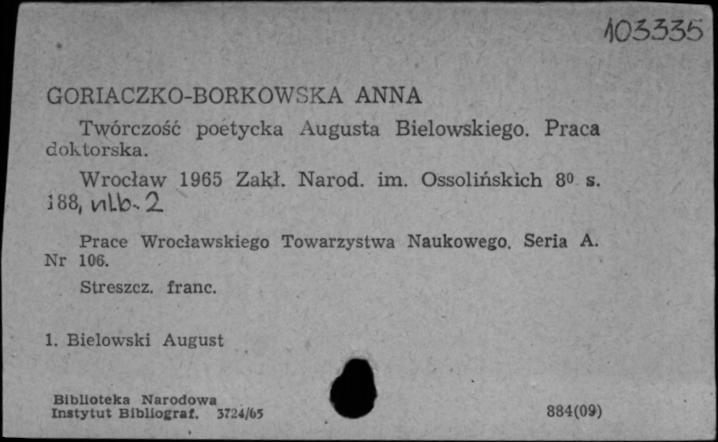 103335
GORIACZKO-BORKOWSKA ANNA
Twórczość poetycka Augusta Bielowskiego. Praca
doktorska.
Wrocław 1965 Zakł. Narod. im. Ossolińskich 8⁰ s.
188, nlb. 2
Prace Wrocławskiego Towarzystwa Naukowego. Seria A.
Nr 106.
Streszcz. franc.
1. Bielowski August
Biblioteka Narodowa
Instytut Bibliograf. 3724/65
884(09)